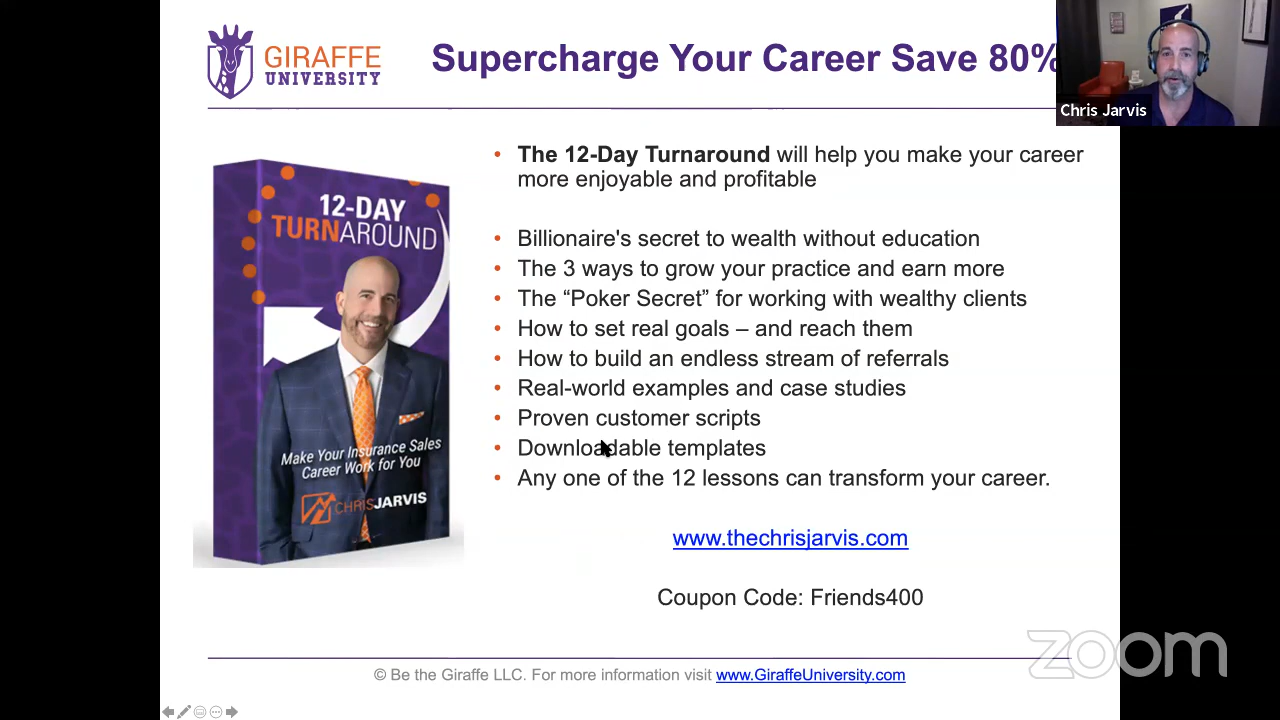 GIRAFFE
UNIVERSITY
Supercharge Your Career Save 80%
Chris Jarvis
12-DAY
TURNAROUND
Make Your Insurance Sales
Career Work for You
CHRISJARVIS
• The 12-Day Turnaround will help you make your career
more enjoyable and profitable
• Billionaire's secret to wealth without education
• The 3 ways to grow your practice and earn more
• The “Poker Secret” for working with wealthy clients
• How to set real goals – and reach them
• How to build an endless stream of referrals
• Real-world examples and case studies
• Proven customer scripts
• Downloadable templates
• Any one of the 12 lessons can transform your career.
www.thechrisjarvis.com
Coupon Code: Friends400
zoom
© Be the Giraffe LLC. For more information visit www.GiraffeUniversity.com